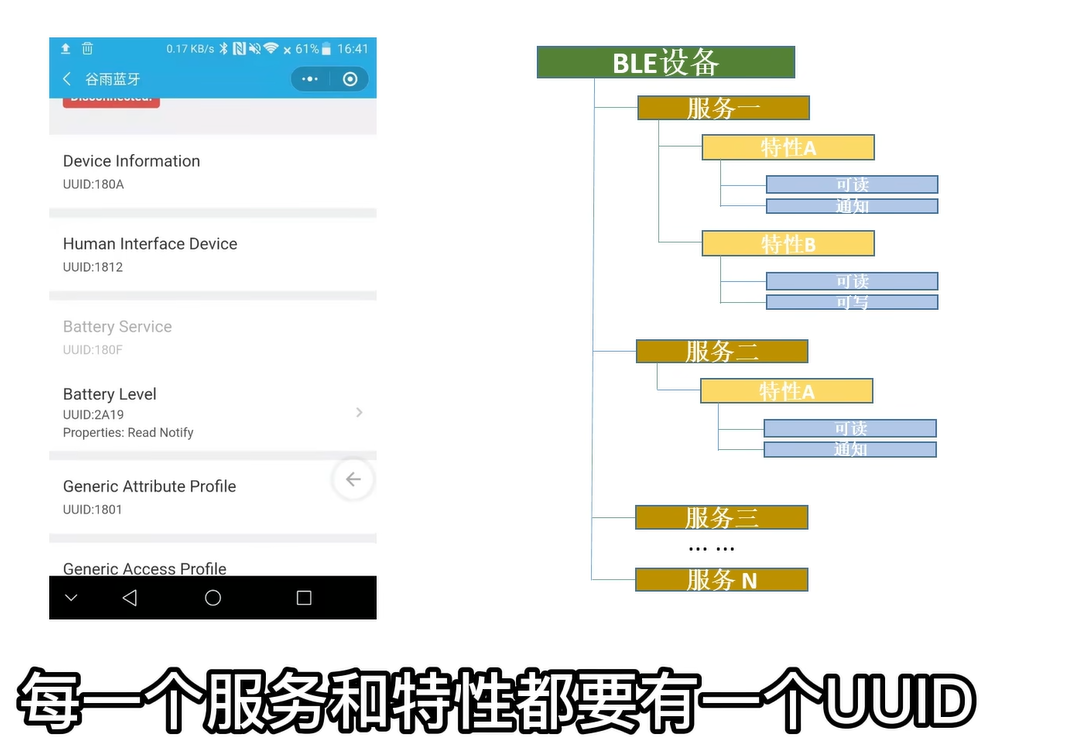 0.17 KB/s 61% 16:41
谷雨蓝牙
Disconnected!
Device Information
UUID:180A
Human Interface Device
UUID:1812
Battery Service
UUID:180F
Battery Level
UUID:2A19
Properties: Read Notify
Generic Attribute Profile
UUID:1801
Generic Access Profile
BLE设备
服务一
特性A
可读
通知
特性B
可读
可写
服务二
特性A
可读
通知
服务三
... ...
服务 N
每一个服务和特性都要有一个UUID